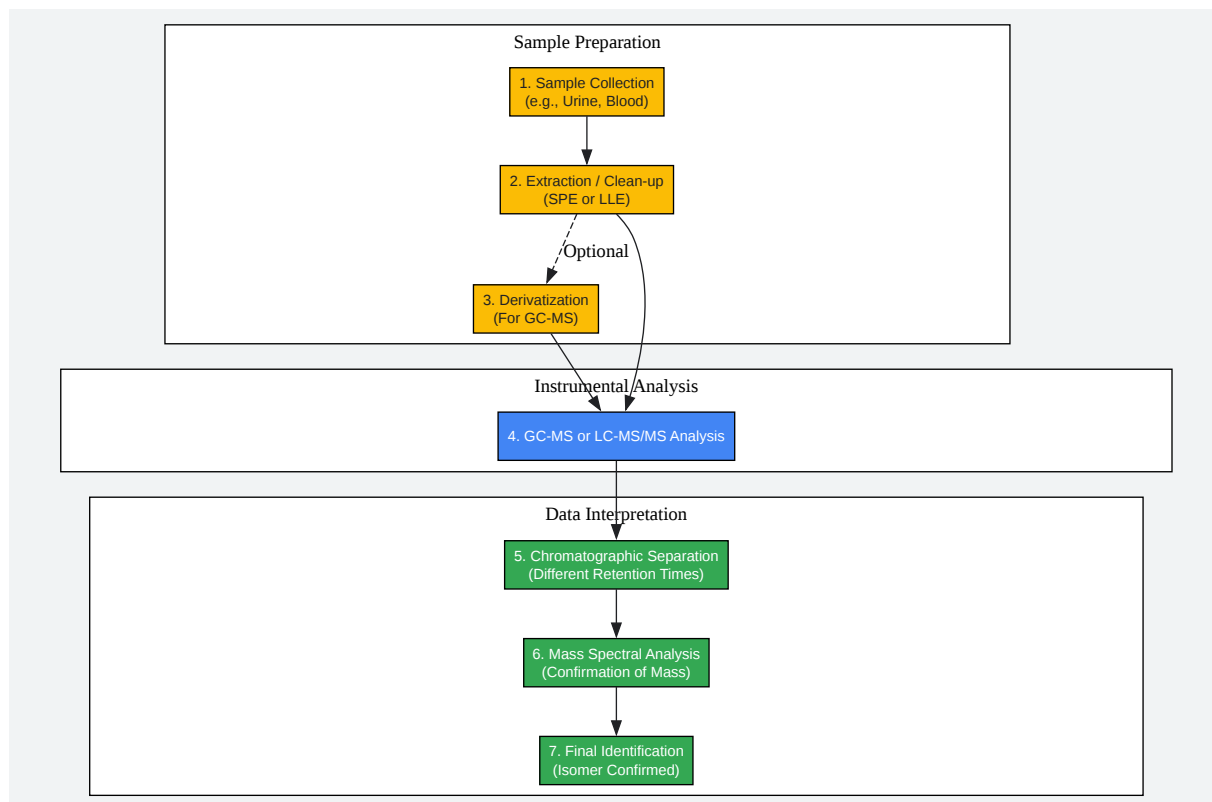 Sample Preparation
1. Sample Collection
(e.g., Urine, Blood)
2. Extraction / Clean-up
(SPE or LLE)
Optional
3. Derivatization
(For GC-MS)
Instrumental Analysis
4. GC-MS or LC-MS/MS Analysis
Data Interpretation
5. Chromatographic Separation
(Different Retention Times)
6. Mass Spectral Analysis
(Confirmation of Mass)
7. Final Identification
(Isomer Confirmed)